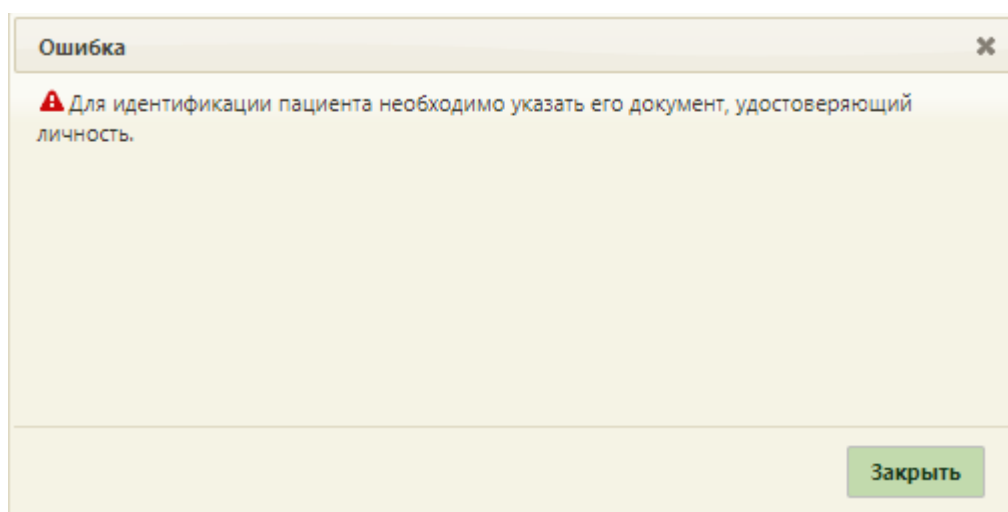 Ошибка
Для идентификации пациента необходимо указать его документ, удостоверяющий
личность.
Закрыть